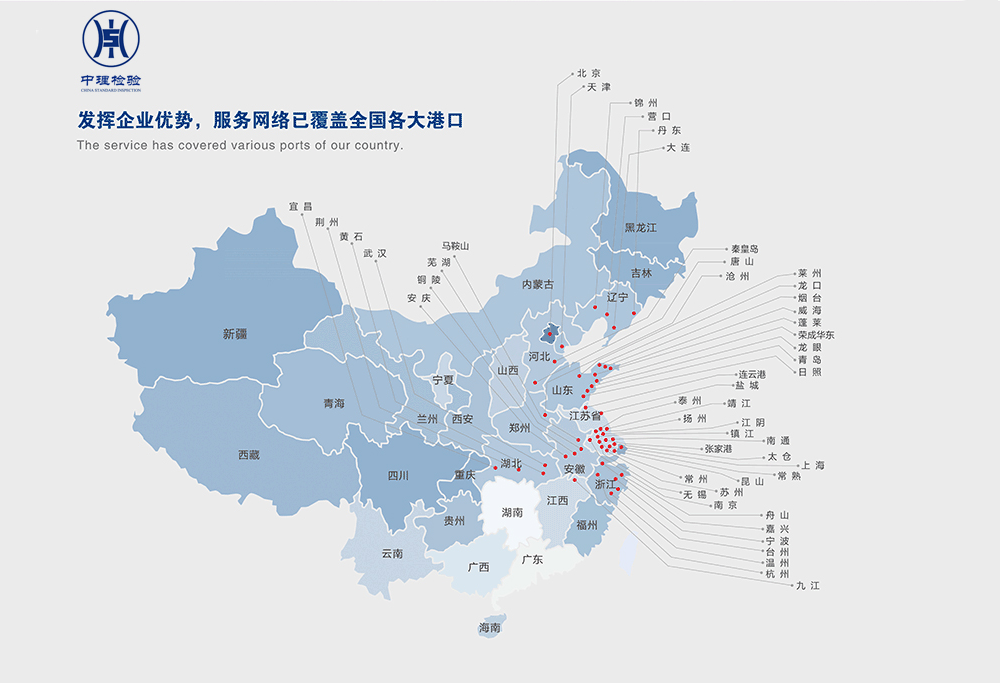 中理检验
CHINA STANDARD INSPECTION
发挥企业优势，服务网络已覆盖全国各大港口
The service has covered various ports of our country.
北京
天津
锦州
营口
丹东
大连
宜昌
荆州
黄石
武汉
马鞍山
芜湖
铜陵
安庆
秦皇岛
唐山
沧州
莱州
龙口
烟台
威海
蓬莱
荣成华东
龙眼
青岛
日照
连云港
盐城
泰州
靖江
扬州
江阴
镇江
南通
张家港
太仓
上海
常熟
常州
昆山
无锡
苏州
南京
舟山
嘉兴
宁波
台州
温州
杭州
九江
黑龙江
吉林
辽宁
内蒙古
新疆
河北
山西
山东
宁夏
青海
兰州
西安
郑州
江苏省
西藏
四川
重庆
湖北
安徽
浙江
湖南
江西
贵州
福州
云南
广西
广东
海南